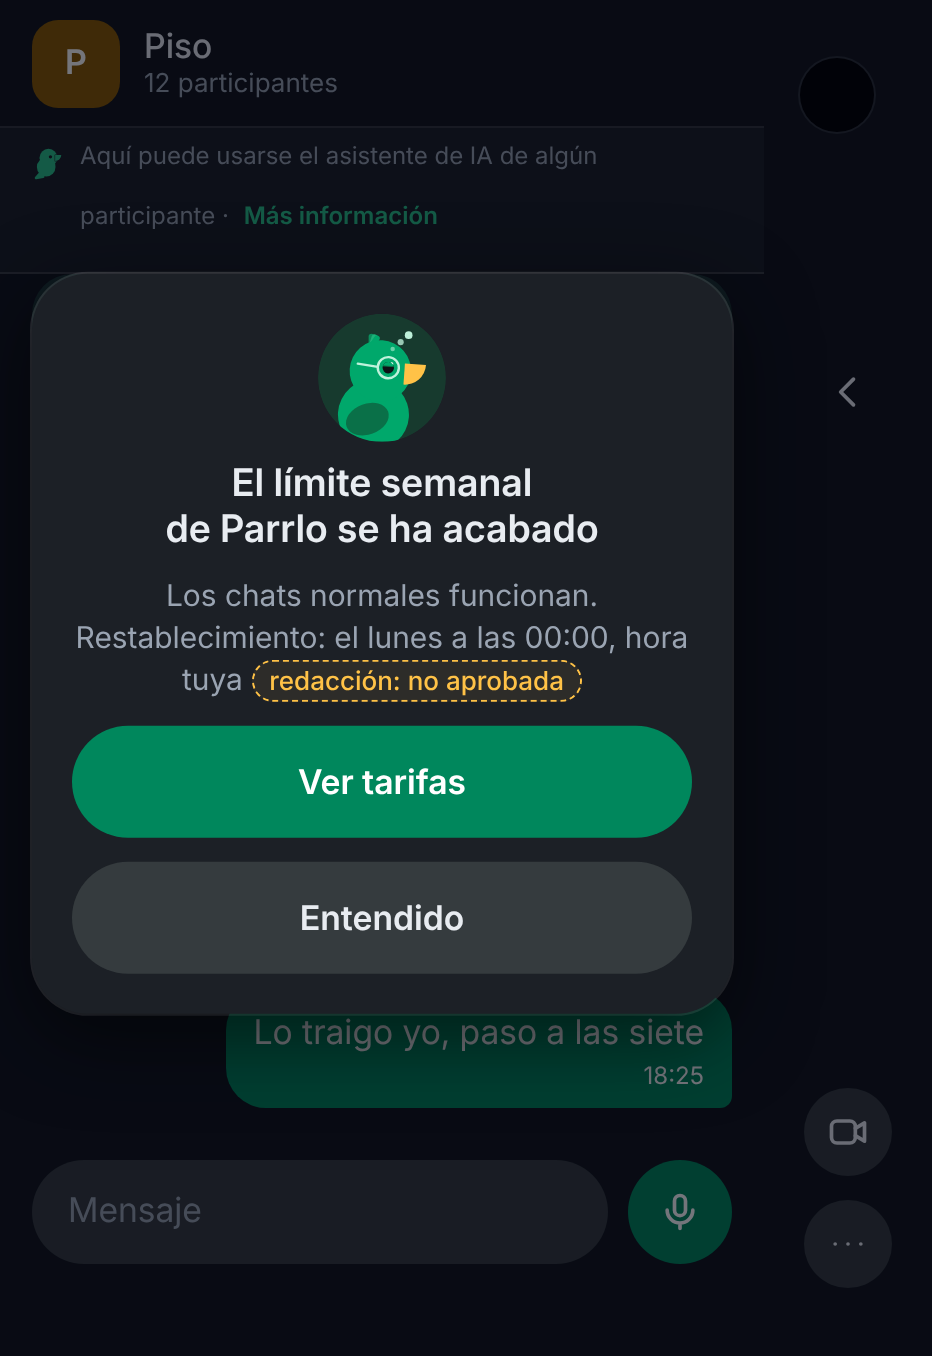 P
Piso
12 participantes
Aquí puede usarse el asistente de IA de algún
participante · Más información
El límite semanal
de Parrlo se ha acabado
Los chats normales funcionan.
Restablecimiento: el lunes a las 00:00, hora
tuya redacción: no aprobada
Ver tarifas
Entendido
Lo traigo yo, paso a las siete
18:25
Mensaje